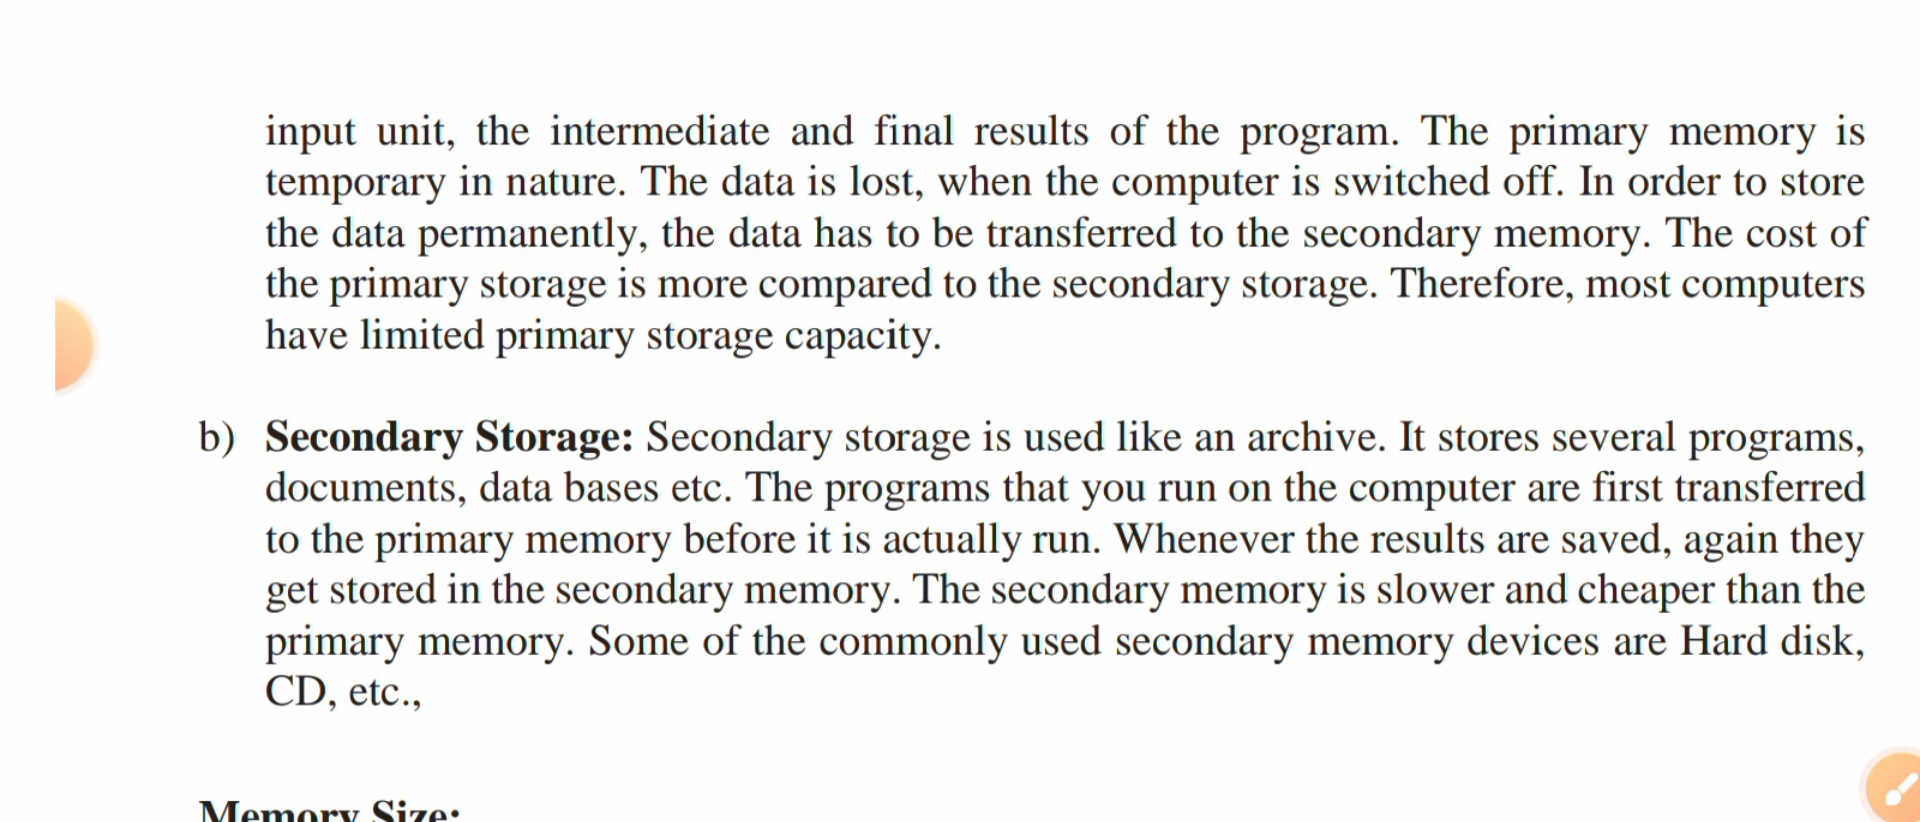 input unit, the intermediate and final results of the program. The primary memory is
temporary in nature. The data is lost, when the computer is switched off. In order to store
the data permanently, the data has to be transferred to the secondary memory. The cost of
the primary storage is more compared to the secondary storage. Therefore, most computers
have limited primary storage capacity.
b) Secondary Storage: Secondary storage is used like an archive. It stores several programs,
documents, data bases etc. The programs that you run on the computer are first transferred
to the primary memory before it is actually run. Whenever the results are saved, again they
get stored in the secondary memory. The secondary memory is slower and cheaper than the
primary memory. Some of the commonly used secondary memory devices are Hard disk,
CD, etc.,
Memory Size: